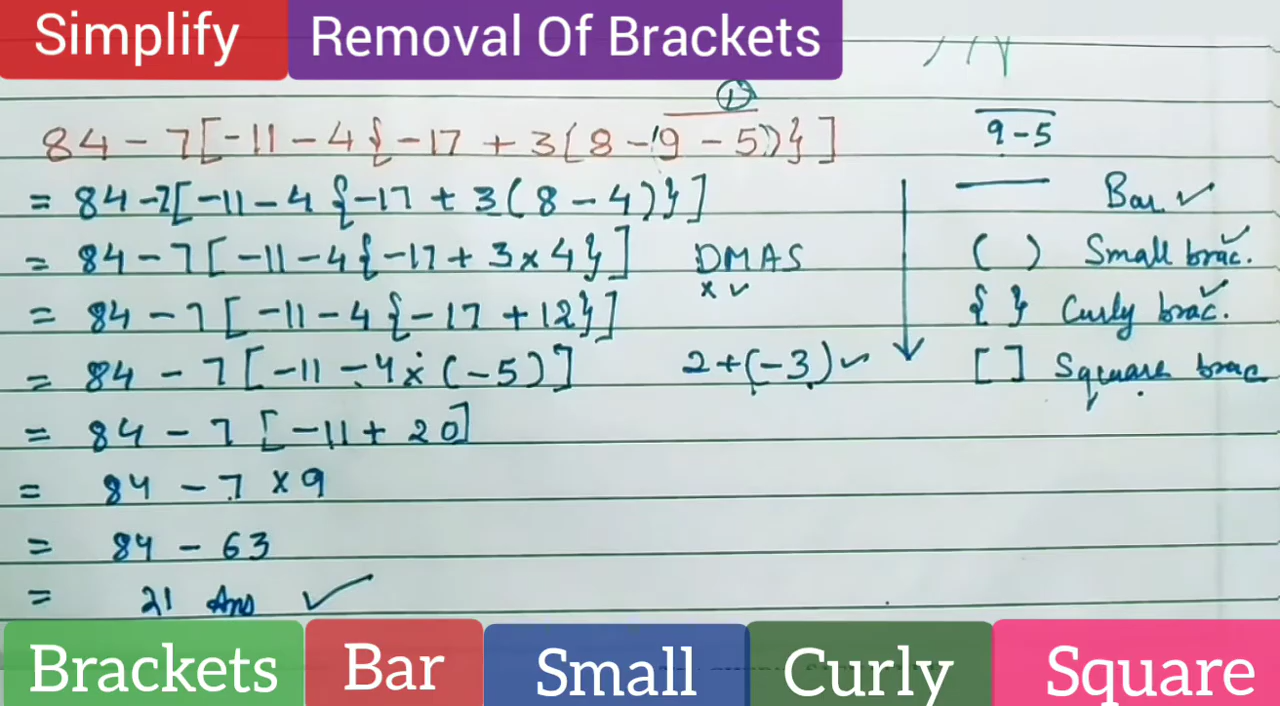 Simplify Removal Of Brackets
①
84 - 7[-11 - 4{-17 + 3(8 - 9 - 5)}]
9 - 5
= 84 - 7[-11 - 4{-17 + 3(8 - 4)}]
Bar ✓
= 84 - 7[-11 - 4{-17 + 3 × 4}]
DMAS
× ✓
( ) Small brac. ✓
= 84 - 7[-11 - 4{-17 + 12}]
{ } Curly brac. ✓
= 84 - 7[-11 - 4 × (-5)]
2 + (-3) ✓
[ ] Square brac
= 84 - 7[-11 + 20]
= 84 - 7 × 9
= 84 - 63
= 21 Ans ✓
Brackets Bar Small Curly Square